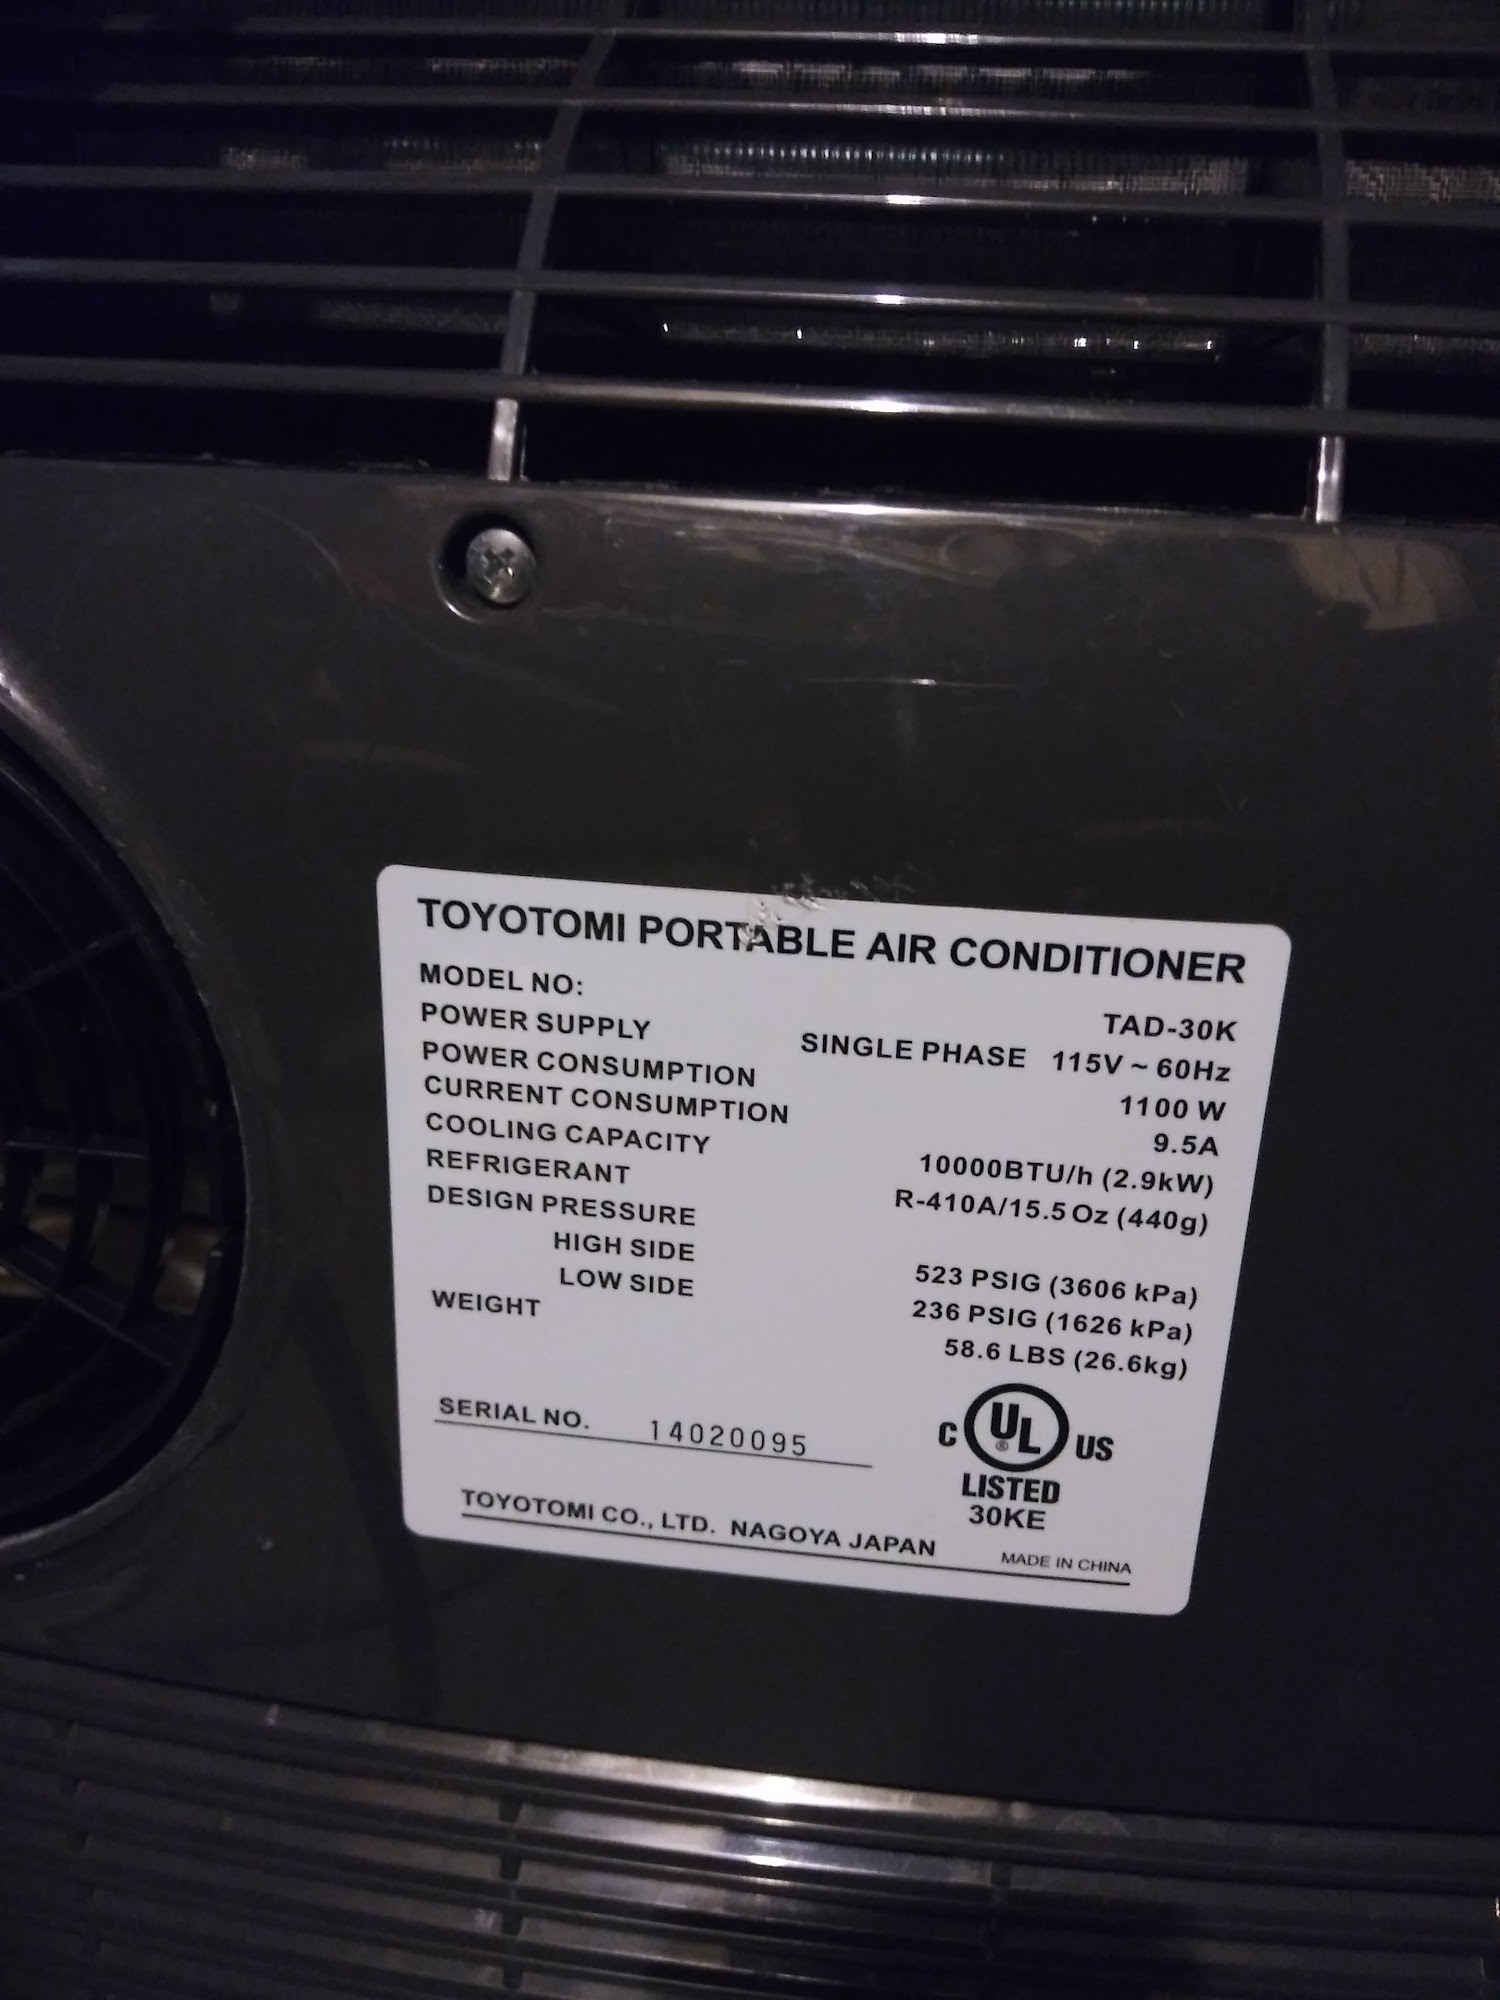 TOYOTOMI PORTABLE AIR CONDITIONER
MODEL NO: TAD-30K
POWER SUPPLY SINGLE PHASE 115V ~ 60Hz
POWER CONSUMPTION 1100 W
CURRENT CONSUMPTION 9.5A
COOLING CAPACITY 10000BTU/h (2.9kW)
REFRIGERANT R-410A/15.5 Oz (440g)
DESIGN PRESSURE
HIGH SIDE 523 PSIG (3606 kPa)
LOW SIDE 236 PSIG (1626 kPa)
WEIGHT 58.6 LBS (26.6kg)
SERIAL NO. 14020095
C UL ® US
LISTED
30KE
TOYOTOMI CO., LTD. NAGOYA JAPAN
MADE IN CHINA